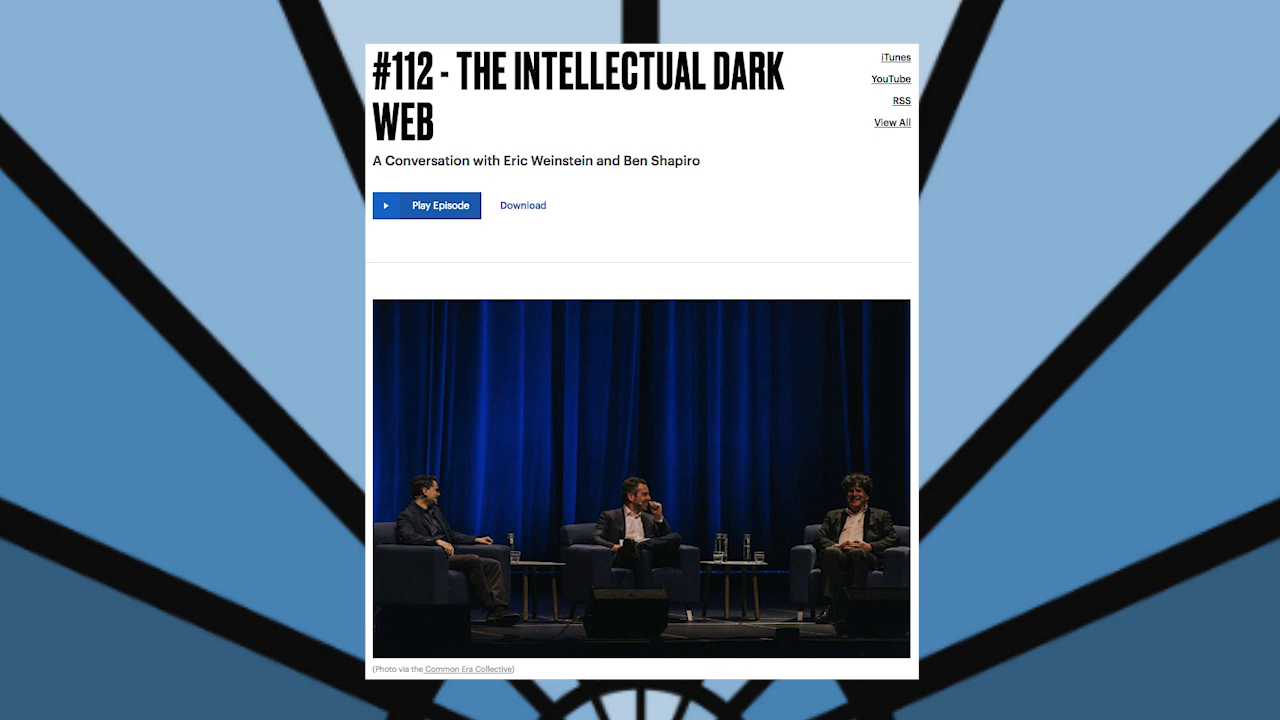 #112 - THE INTELLECTUAL DARK
WEB
A Conversation with Eric Weinstein and Ben Shapiro
Play Episode
Download
iTunes
YouTube
RSS
View All
(Photo via the Common Era Collective)